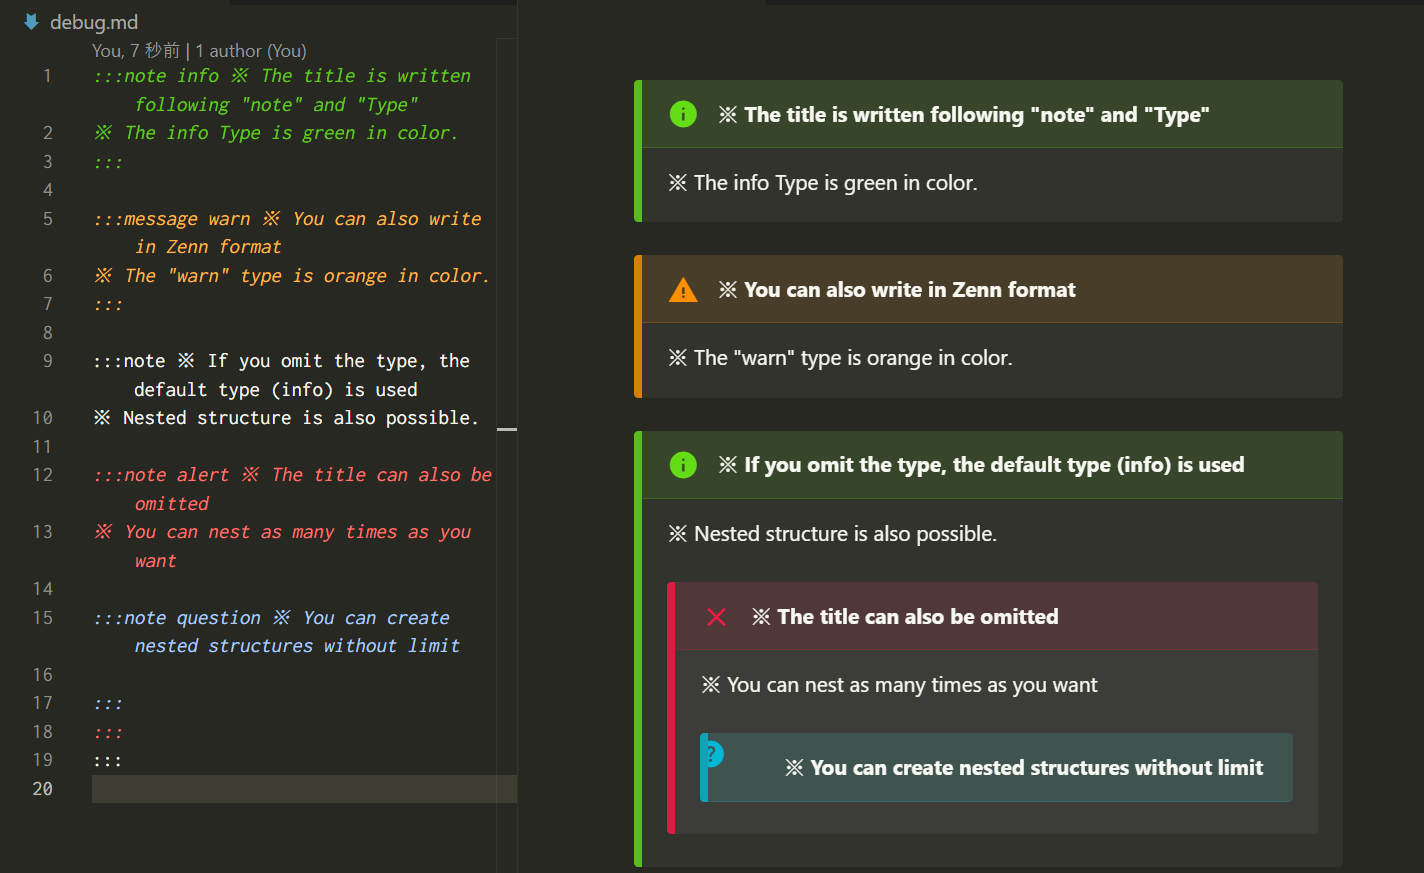 debug.md
You, 7 秒前 | 1 author (You)
1 :::note info ※ The title is written
following "note" and "Type"
2 ※ The info Type is green in color.
3 :::
4
5 :::message warn ※ You can also write
in Zenn format
6 ※ The "warn" type is orange in color.
7 :::
8
9 :::note ※ If you omit the type, the
default type (info) is used
10 ※ Nested structure is also possible.
11
12 :::note alert ※ The title can also be
omitted
13 ※ You can nest as many times as you
want
14
15 :::note question ※ You can create
nested structures without limit
16
17 :::
18 :::
19 :::
20
※ The title is written following "note" and "Type"
※ The info Type is green in color.
※ You can also write in Zenn format
※ The "warn" type is orange in color.
※ If you omit the type, the default type (info) is used
※ Nested structure is also possible.
※ The title can also be omitted
※ You can nest as many times as you want
※ You can create nested structures without limit